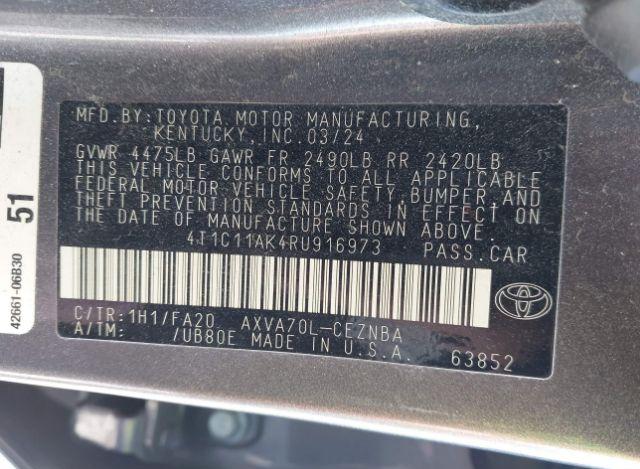 MFD.BY:TOYOTA MOTOR MANUFACTURING,
KENTUCKY,INC.03/24
GVWR 4475LB GAWR FR 2490LB RR 2420LB
THIS VEHICLE CONFORMS TO ALL APPLICABLE
FEDERAL MOTOR VEHICLE SAFETY,BUMPER,AND
THEFT PREVENTION STANDARDS IN EFFECT ON
THE DATE OF MANUFACTURE SHOWN ABOVE.
4T1C11AK4RU916973 PASS.CAR
C/TR:1H1/FA20 AXVA70L-CEZNBA
A/TM: /UB80E MADE IN U.S.A.
63852
51
42661-06B30